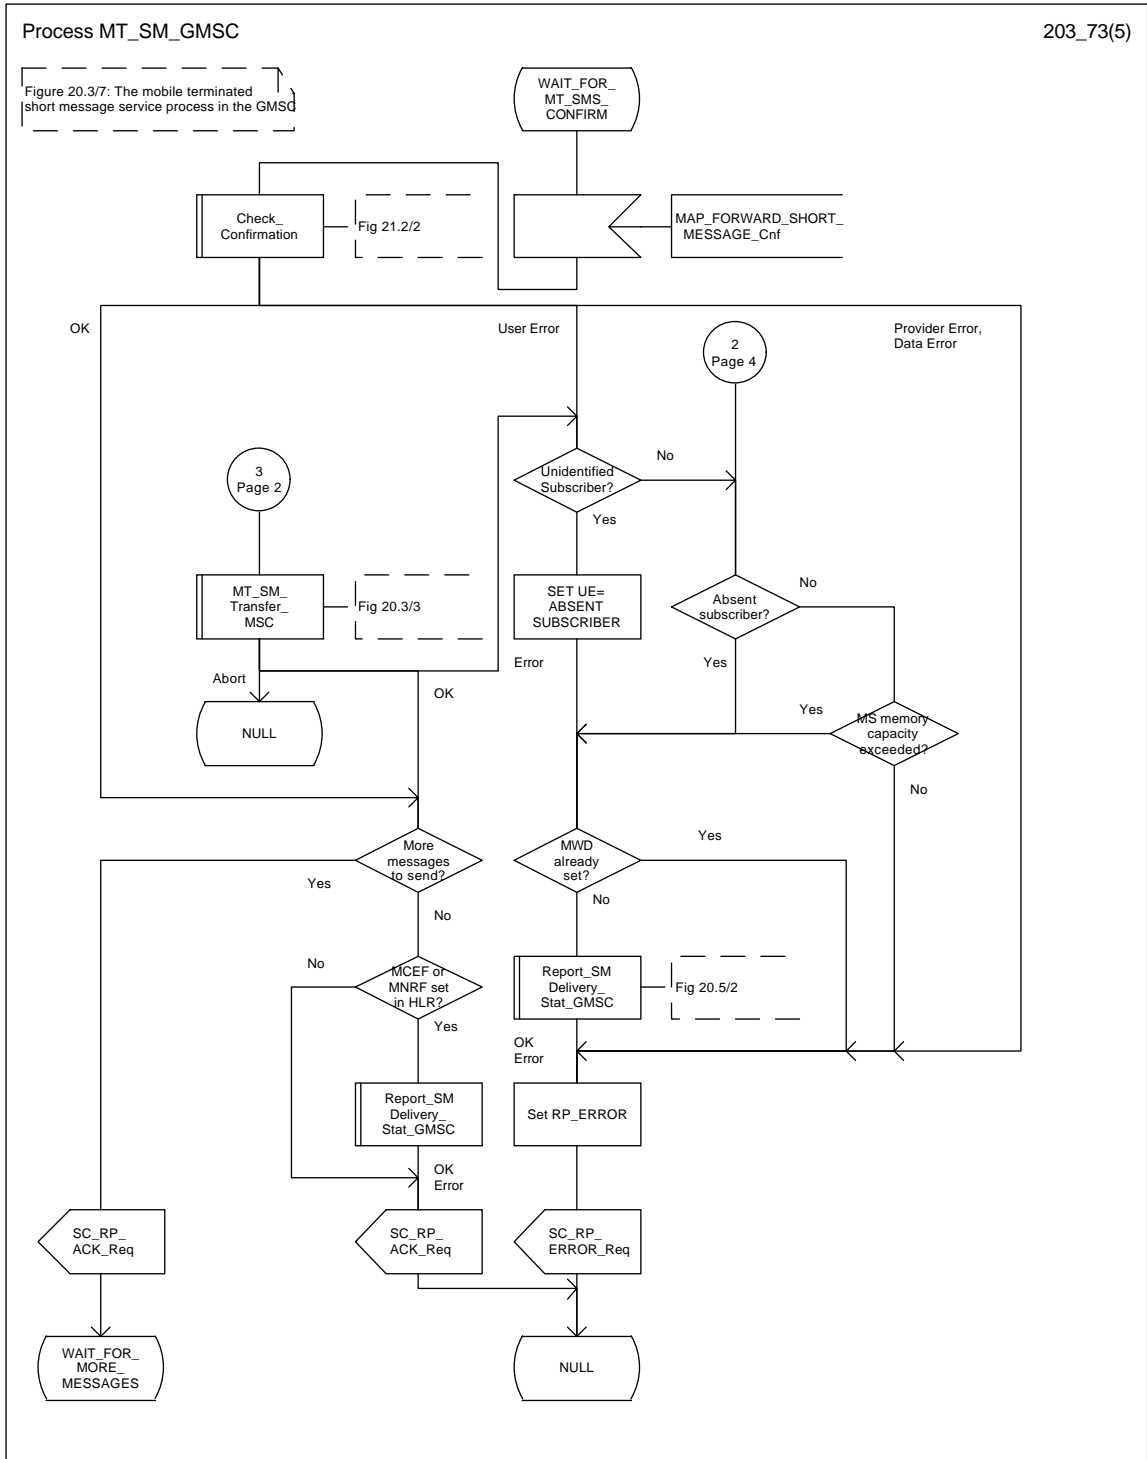 Process MT_SM_GMSC
203_73(5)
Figure 20.3/7: The mobile terminated
short message service process in the GMSC
WAIT_FOR_
MT_SMS_
CONFIRM
Check_
Confirmation
Fig 21.2/2
MAP_FORWARD_SHORT_
MESSAGE_Cnf
OK
User Error
Provider Error,
Data Error
2
Page 4
3
Page 2
Unidentified
Subscriber?
No
Yes
MT_SM_
Transfer_
MSC
Fig 20.3/3
SET UE=
ABSENT
SUBSCRIBER
Absent
subscriber?
No
Error
Yes
Abort
OK
NULL
Yes
MS memory
capacity
exceeded?
No
More
messages
to send?
Yes
No
MWD
already
set?
Yes
No
No
MCEF or
MNRF set
in HLR?
Yes
Report_SM
Delivery_
Stat_GMSC
Fig 20.5/2
OK
Error
Report_SM
Delivery_
Stat_GMSC
Set RP_ERROR
OK
Error
SC_RP_
ACK_Req
SC_RP_
ACK_Req
SC_RP_
ERROR_Req
WAIT_FOR_
MORE_
MESSAGES
NULL